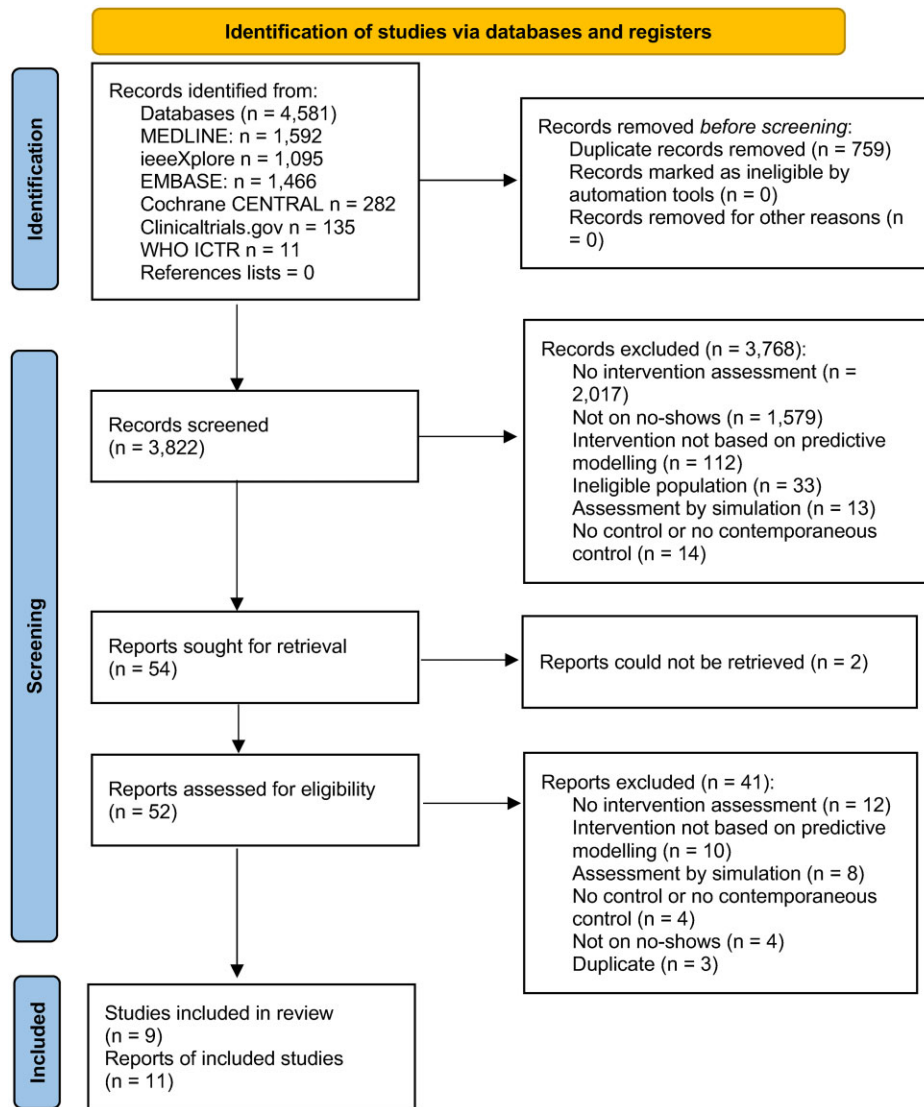 Identification of studies via databases and registers
Identification
Records identified from:
Databases (n = 4,581)
MEDLINE: n = 1,592
ieeeXplore n = 1,095
EMBASE: n = 1,466
Cochrane CENTRAL n = 282
Clinicaltrials.gov n = 135
WHO ICTR n = 11
References lists = 0
Records removed before screening:
Duplicate records removed (n = 759)
Records marked as ineligible by
automation tools (n = 0)
Records removed for other reasons (n
= 0)
Screening
Records screened
(n = 3,822)
Records excluded (n = 3,768):
No intervention assessment (n =
2,017)
Not on no-shows (n = 1,579)
Intervention not based on predictive
modelling (n = 112)
Ineligible population (n = 33)
Assessment by simulation (n = 13)
No control or no contemporaneous
control (n = 14)
Reports sought for retrieval
(n = 54)
Reports could not be retrieved (n = 2)
Reports assessed for eligibility
(n = 52)
Reports excluded (n = 41):
No intervention assessment (n = 12)
Intervention not based on predictive
modelling (n = 10)
Assessment by simulation (n = 8)
No control or no contemporaneous
control (n = 4)
Not on no-shows (n = 4)
Duplicate (n = 3)
Included
Studies included in review
(n = 9)
Reports of included studies
(n = 11)